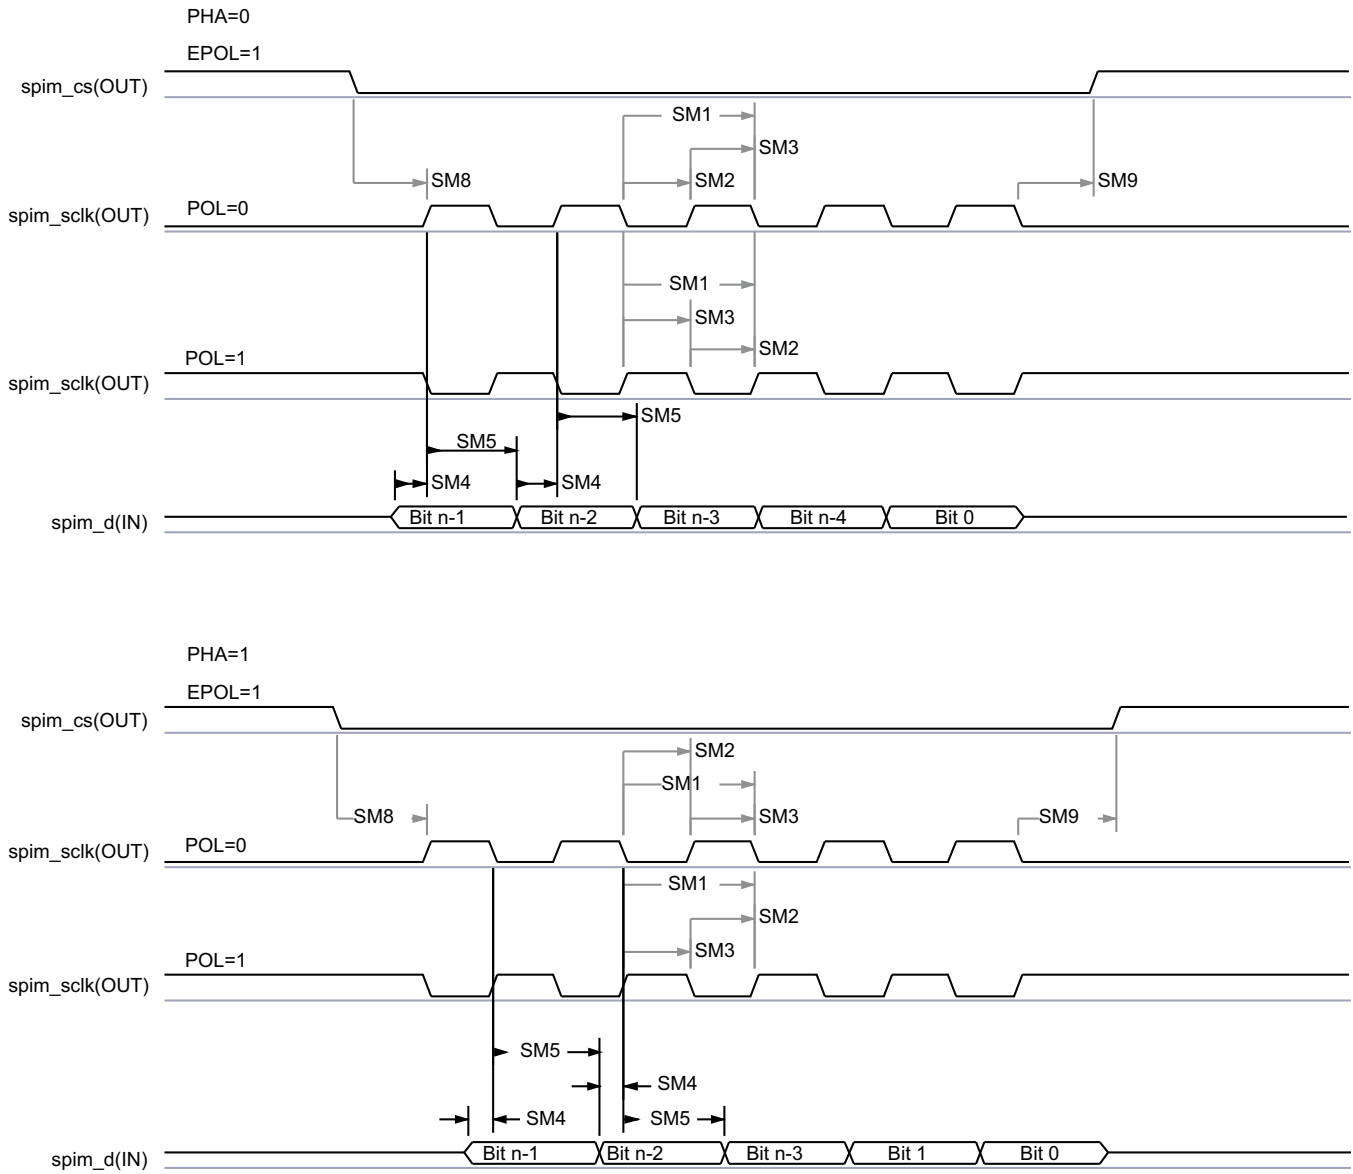 PHA=0
EPOL=1
spim_cs(OUT)
SM1
SM3
SM8
SM2
SM9
POL=0
spim_sclk(OUT)
SM1
SM3
SM2
POL=1
spim_sclk(OUT)
SM5
SM5
SM4
SM4
Bit n-1
Bit n-2
Bit n-3
Bit n-4
Bit 0
spim_d(IN)
PHA=1
EPOL=1
spim_cs(OUT)
SM2
SM1
SM8
SM3
SM9
POL=0
spim_sclk(OUT)
SM1
SM2
SM3
POL=1
spim_sclk(OUT)
SM5
SM4
SM4
SM5
Bit n-1
Bit n-2
Bit n-3
Bit 1
Bit 0
spim_d(IN)